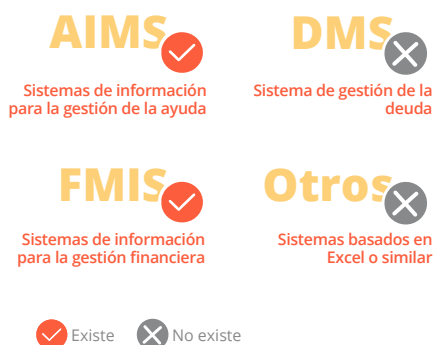 AIMS
Sistemas de información
para la gestión de la ayuda
DMS
Sistema de gestión de la
deuda
FMIS
Sistemas de información
para la gestión financiera
Otros
Sistemas basados en
Excel o similar
Existe
No existe